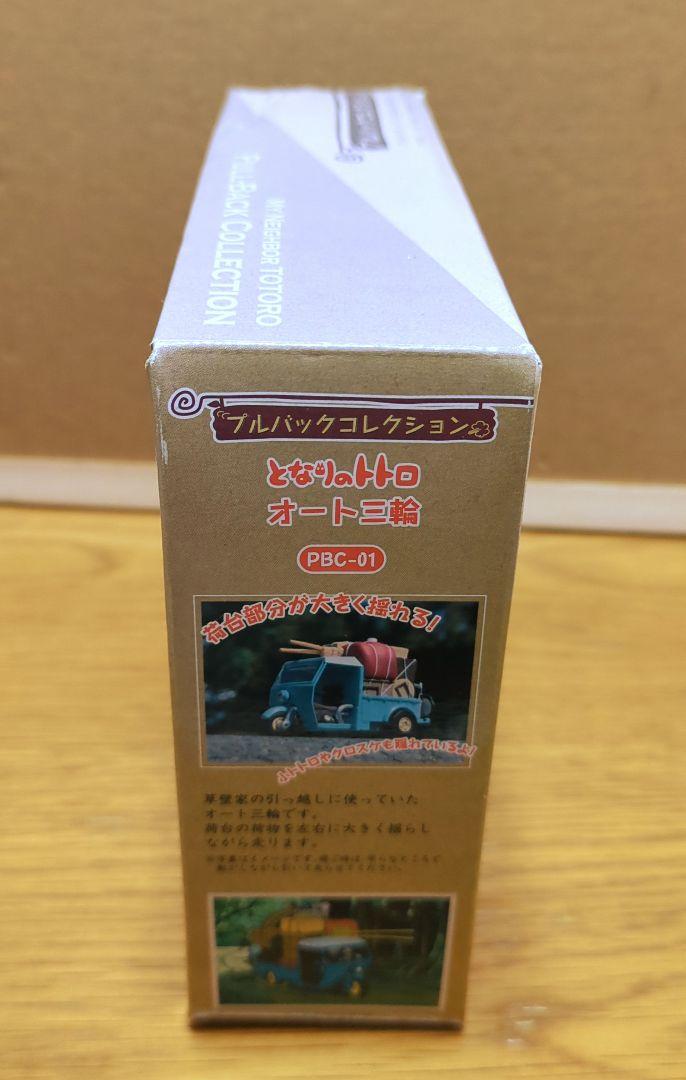 MY NEIGHBOR TOTORO
PULLBACK COLLECTION
プルバックコレクション
となりのトトロ
オート三輪
PBC-01
荷台部分が大きく揺れる!
小トトロやクロスケも隠れているよ!
草壁家の引っ越しに使っていた
オート三輪です。
荷台の荷物を左右に大きく揺らし
ながら走ります。